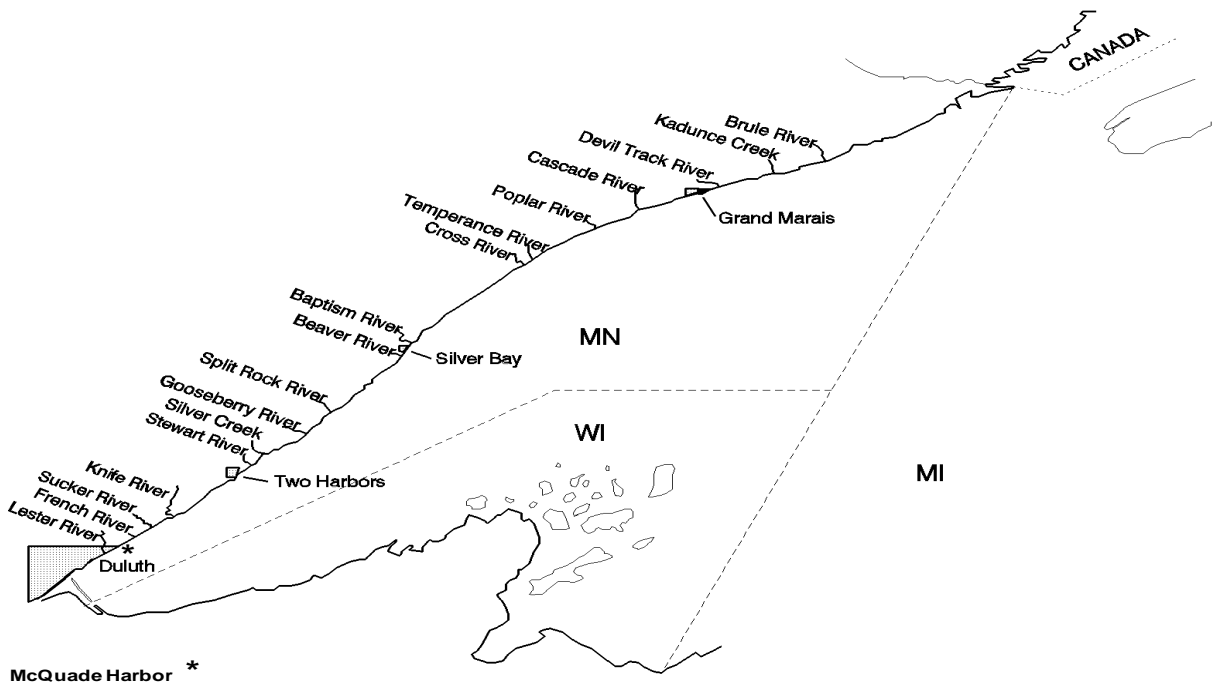 CANADA
Brule River
Kadunce Creek
Devil Track River
Cascade River
Grand Marais
Poplar River
Temperance River
Cross River
Baptism River
Beaver River
Silver Bay
MN
Split Rock River
Gooseberry River
Silver Creek
Stewart River
WI
MI
Two Harbors
Knife River
Sucker River
French River
Lester River
*
Duluth
McQuade Harbor *